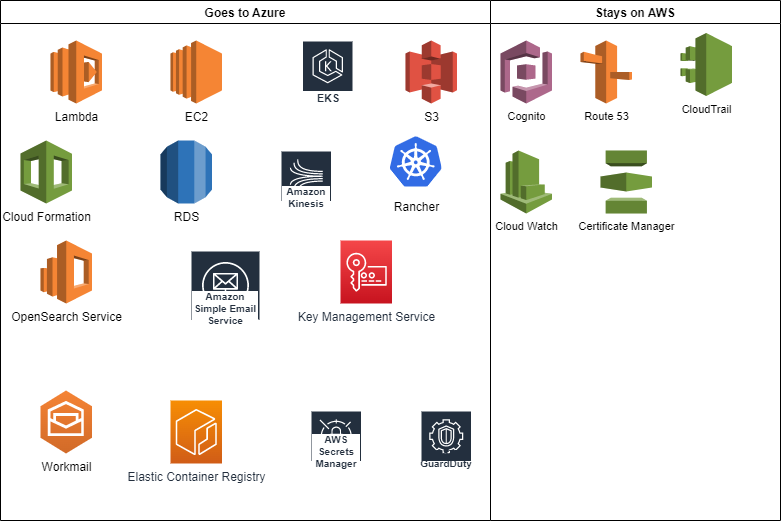 Goes to Azure
Stays on AWS
Lambda
EC2
K
EKS
S3
Cognito
Route 53
CloudTrail
Cloud Formation
RDS
Amazon
Kinesis
Rancher
Cloud Watch
Certificate Manager
OpenSearch Service
Amazon
Simple Email
Service
Key Management Service
Workmail
Elastic Container Registry
AWS
Secrets
Manager
GuardDuty